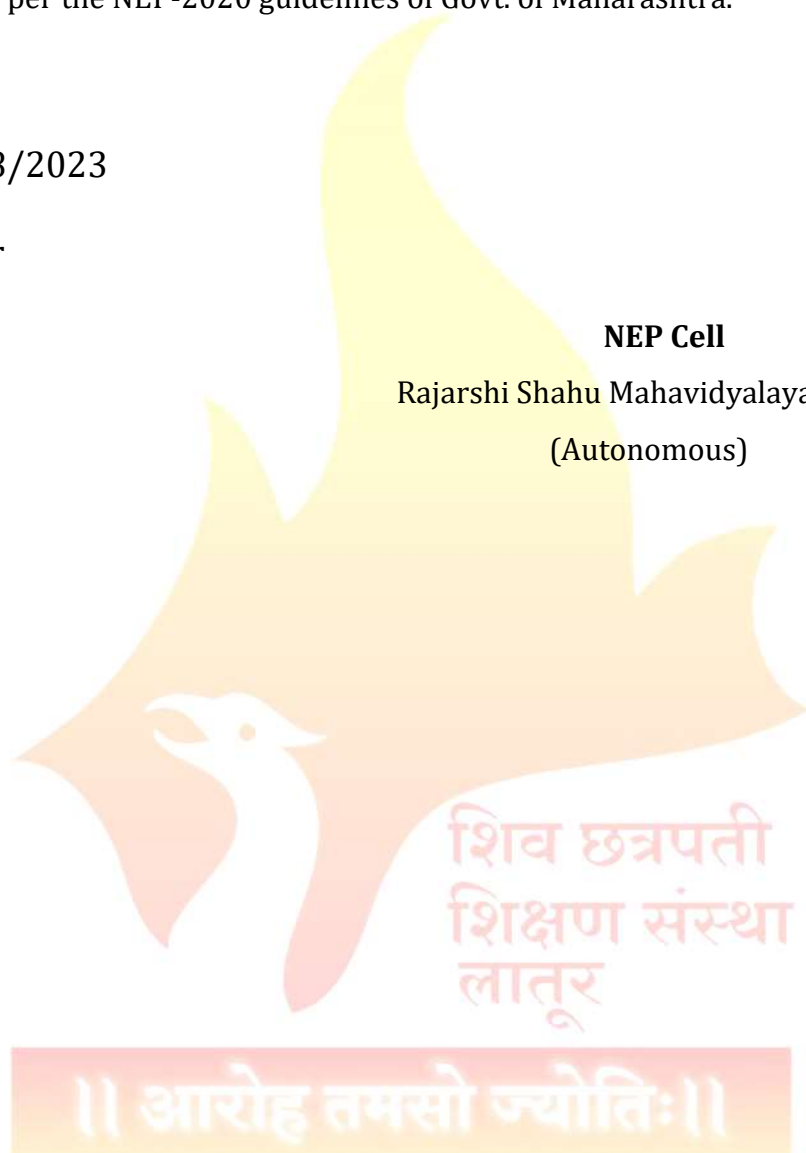 per the NEP-2020 guidelines of Govt. of Maharashtra.
/2023
NEP Cell
Rajarshi Shahu Mahavidyalaya
(Autonomous)
शिव छत्रपती
शिक्षण संस्था
लातूर
|| आरोह तमसो ज्योतिः||